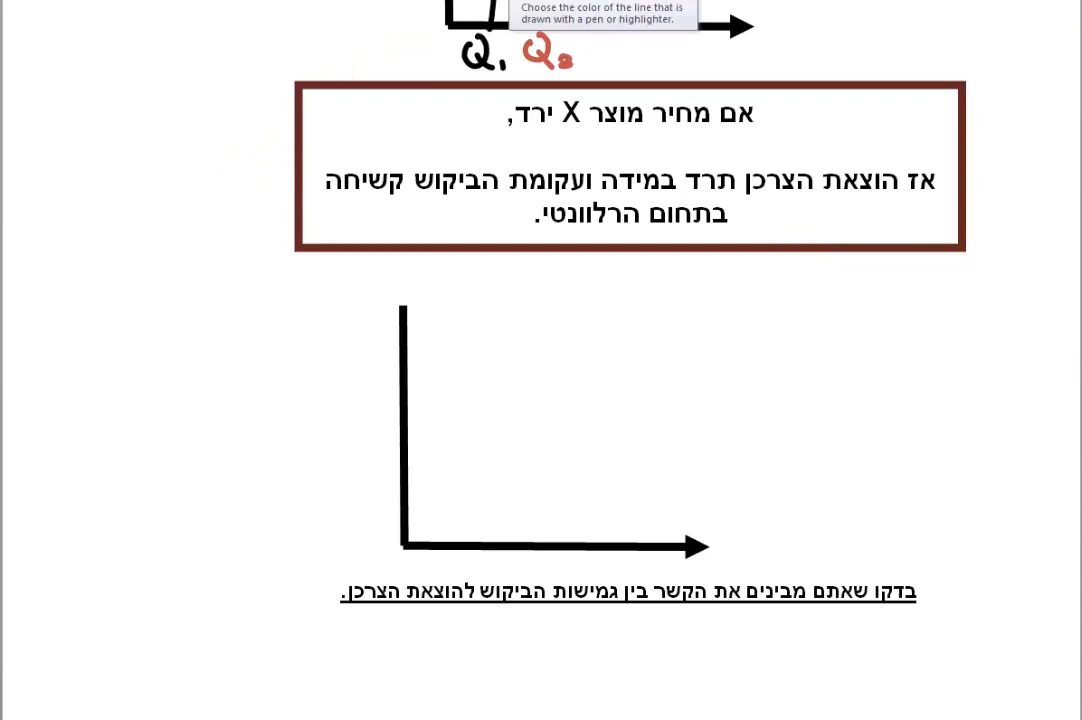 Choose the color of the line that is
drawn with a pen or highlighter.
Q1 Q2
אם מחיר מוצר X ירד,
אז הוצאת הצרכן תרד במידה ועקומת הביקוש קשיחה
בתחום הרלוונטי.
בדקו שאתם מבינים את הקשר בין גמישות הביקוש להוצאת הצרכן.